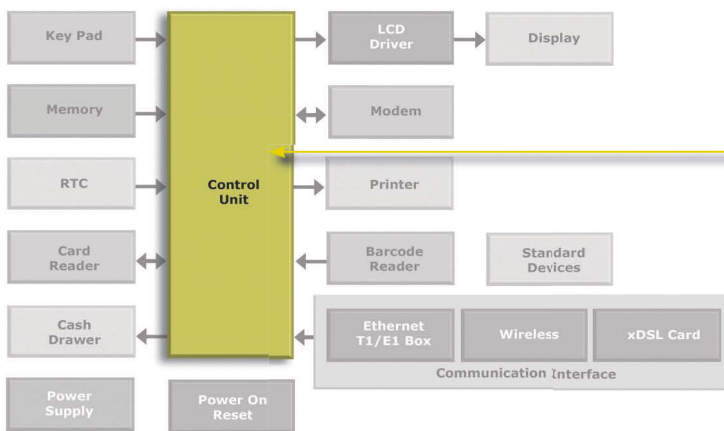 Key Pad
LCD
Driver
Display
Memory
Modem
RTC
Control
Unit
Printer
Card
Reader
Barcode
Reader
Standard
Devices
Cash
Drawer
Ethernet
T1/E1 Box
Wireless
xDSL Card
Communication Interface
Power
Supply
Power On
Reset